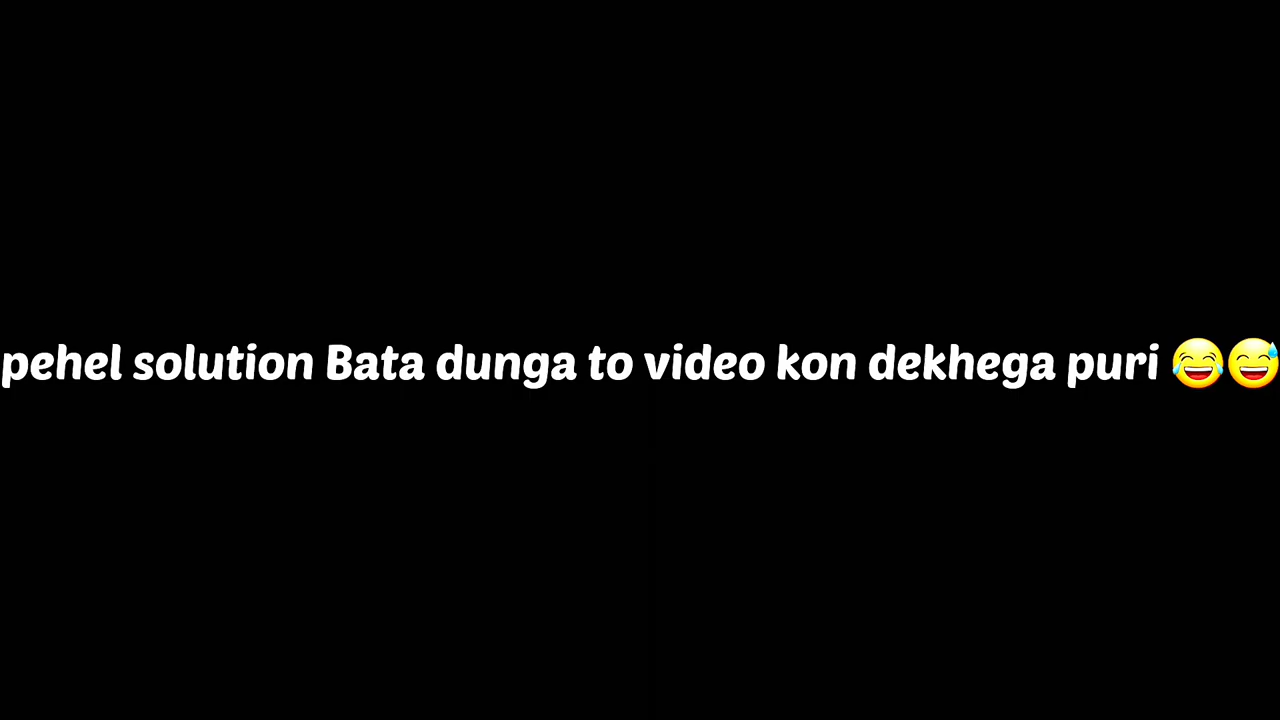 pehel solution Bata dunga to video kon dekhega puri 😂😅